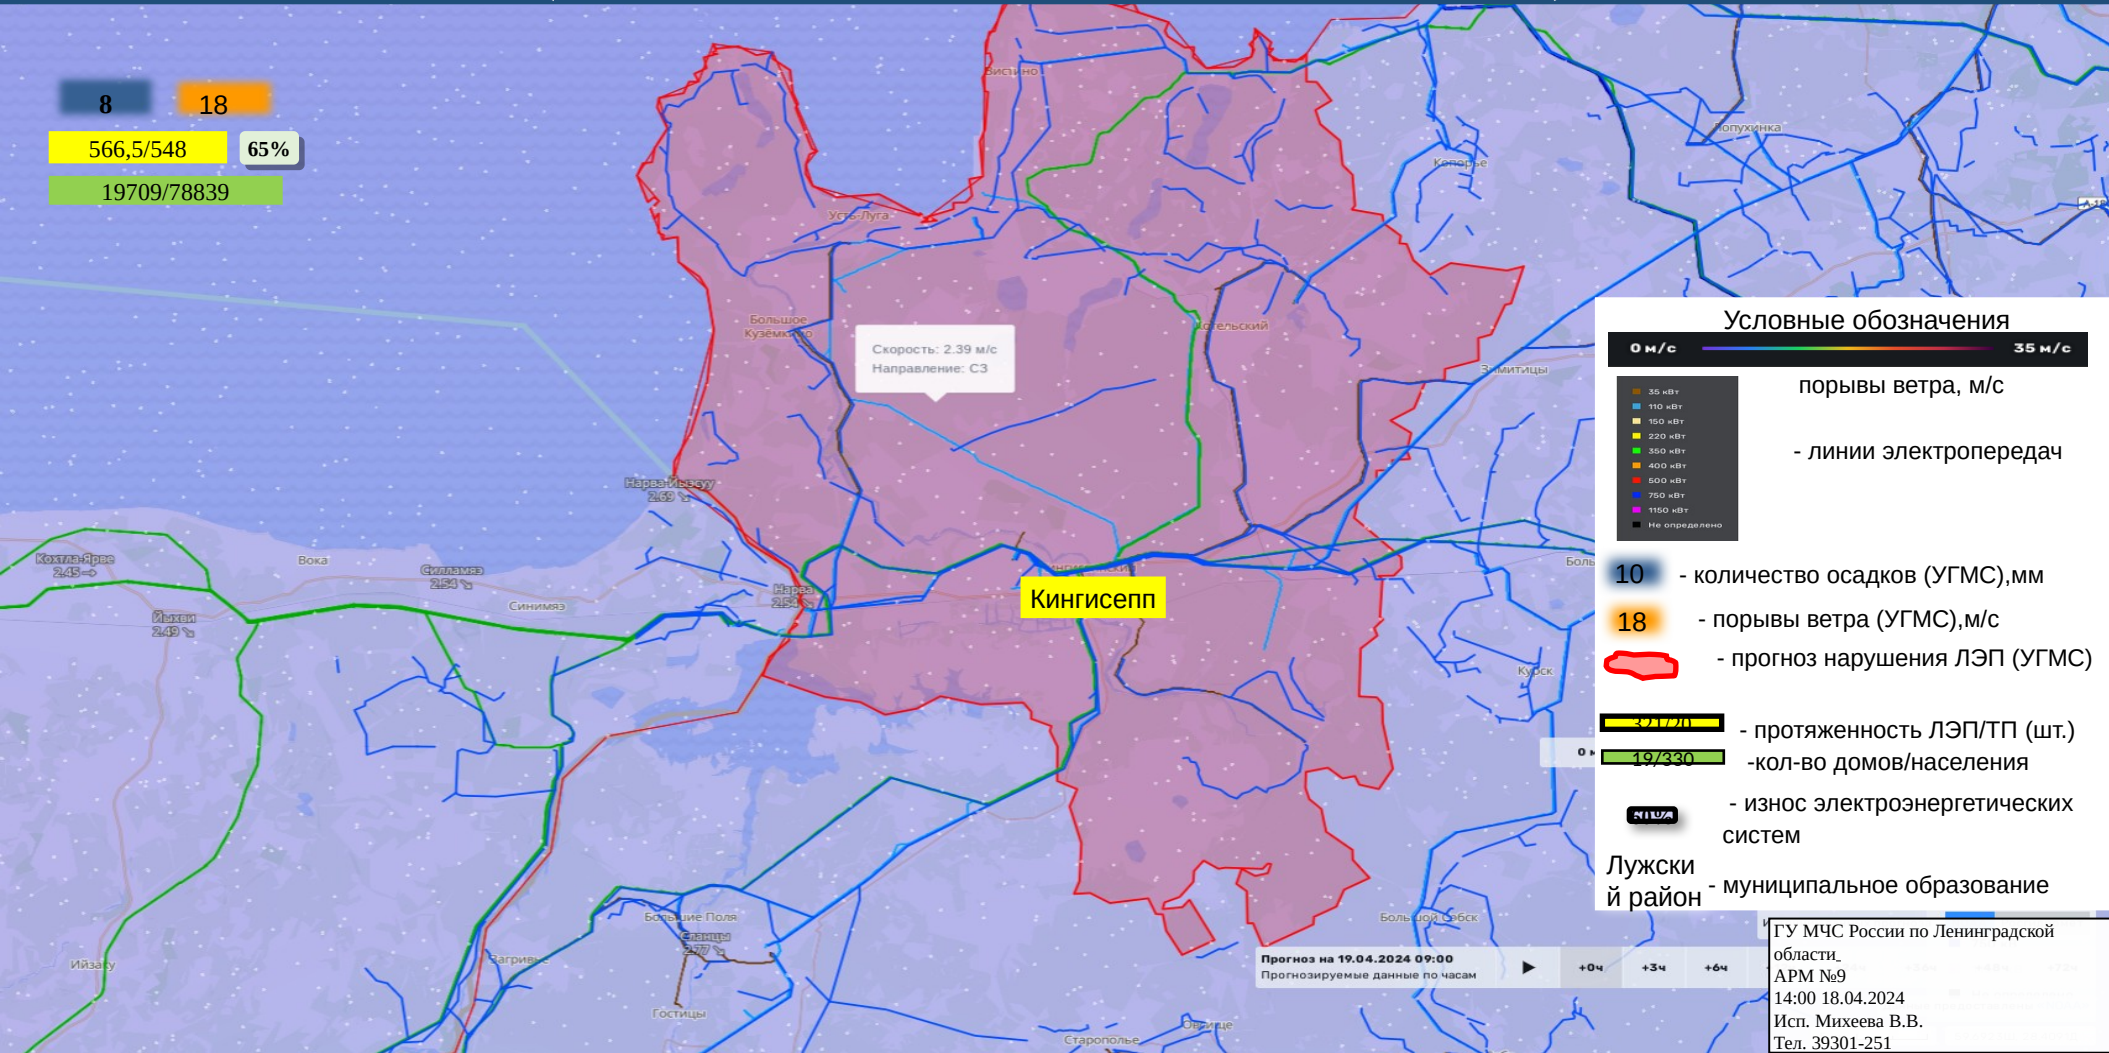 8
18
566,5/548
65%
19709/78839
Вистино
Усть-Луга
Большое
Котельский
Скорость: 2.39 м/с
Направление: СЗ
Нарва-Йыэсуу
2.69
Копорье
Лопухинка
Кохтла-Ярве
2.45 →
Вока
Силламяэ
2.54
Нарва
2.54
Йыхви
2.49
Синимяэ
Кингисепп
Курск
Большие Поля
Сланцы
2.77
Загривье
Ийзаку
Гостицы
Старополье
Большой Сабск
Условные обозначения
0 м/с
35 м/с
порывы ветра, м/с
35 кВт
110 кВт
150 кВт
220 кВт
350 кВт
400 кВт
500 кВт
750 кВт
1150 кВт
Не определено
- линии электропередач
10
- количество осадков (УГМС),мм
18
- порывы ветра (УГМС),м/с
- прогноз нарушения ЛЭП (УГМС)
321/20
- протяженность ЛЭП/ТП (шт.)
19/330
-кол-во домов/населения
- износ электроэнергетических
систем
Лужски
й район
- муниципальное образование
Прогноз на 19.04.2024 09:00
Прогнозируемые данные по часам
+0ч
+3ч
+6ч
ГУ МЧС России по Ленинградской
области_
АРМ №9
14:00 18.04.2024
Исп. Михеева В.В.
Тел. 39301-251